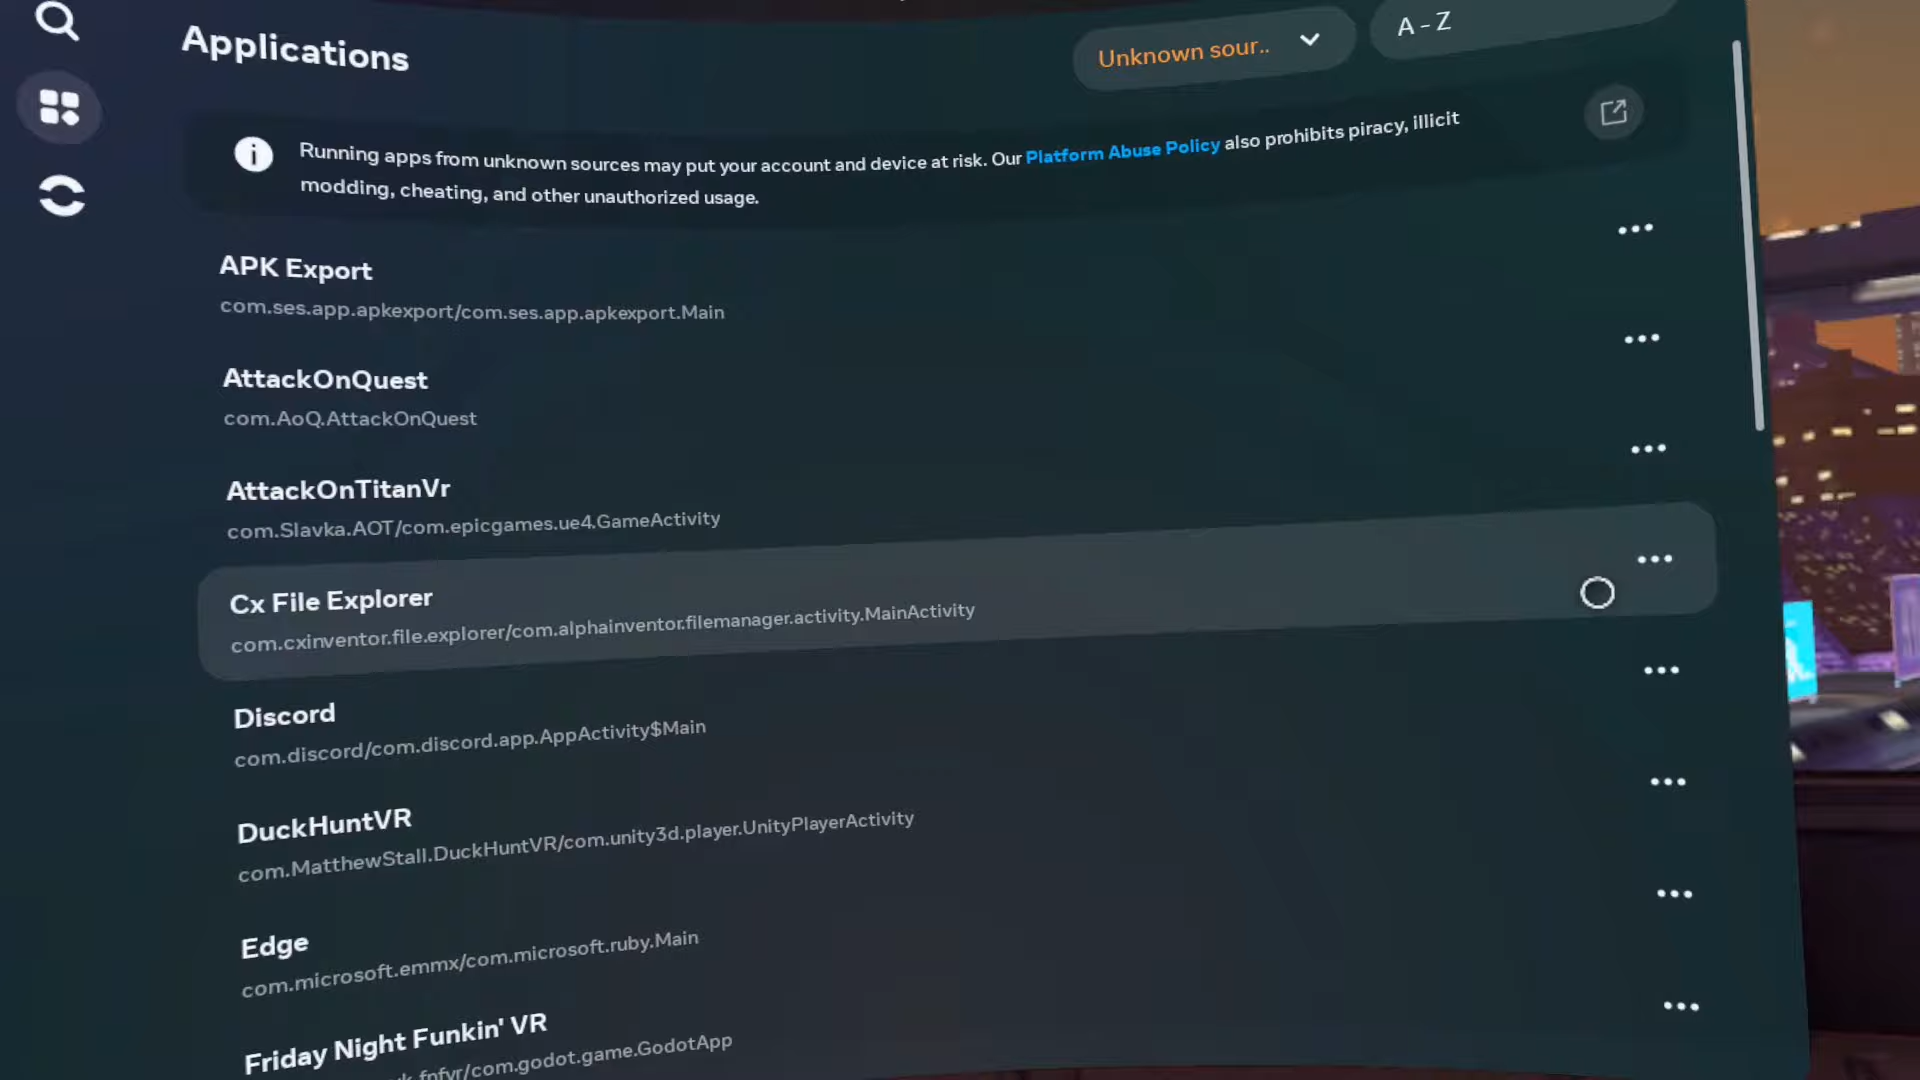 Applications
Unknown sour..
A - Z
Running apps from unknown sources may put your account and device at risk. Our Platform Abuse Policy also prohibits piracy, illicit
modding, cheating, and other unauthorized usage.
APK Export
com.ses.app.apkexport/com.ses.app.apkexport.Main
AttackOnQuest
com.AoQ.AttackOnQuest
AttackOnTitanVr
com.Slavka.AOT/com.epicgames.ue4.GameActivity
Cx File Explorer
com.cxinventor.file.explorer/com.alphainventor.filemanager.activity.MainActivity
Discord
com.discord/com.discord.app.AppActivity$Main
DuckHuntVR
com.MatthewStall.DuckHuntVR/com.unity3d.player.UnityPlayerActivity
Edge
com.microsoft.emmx/com.microsoft.ruby.Main
Friday Night Funkin' VR
fnfvr/com.godot.game.GodotApp